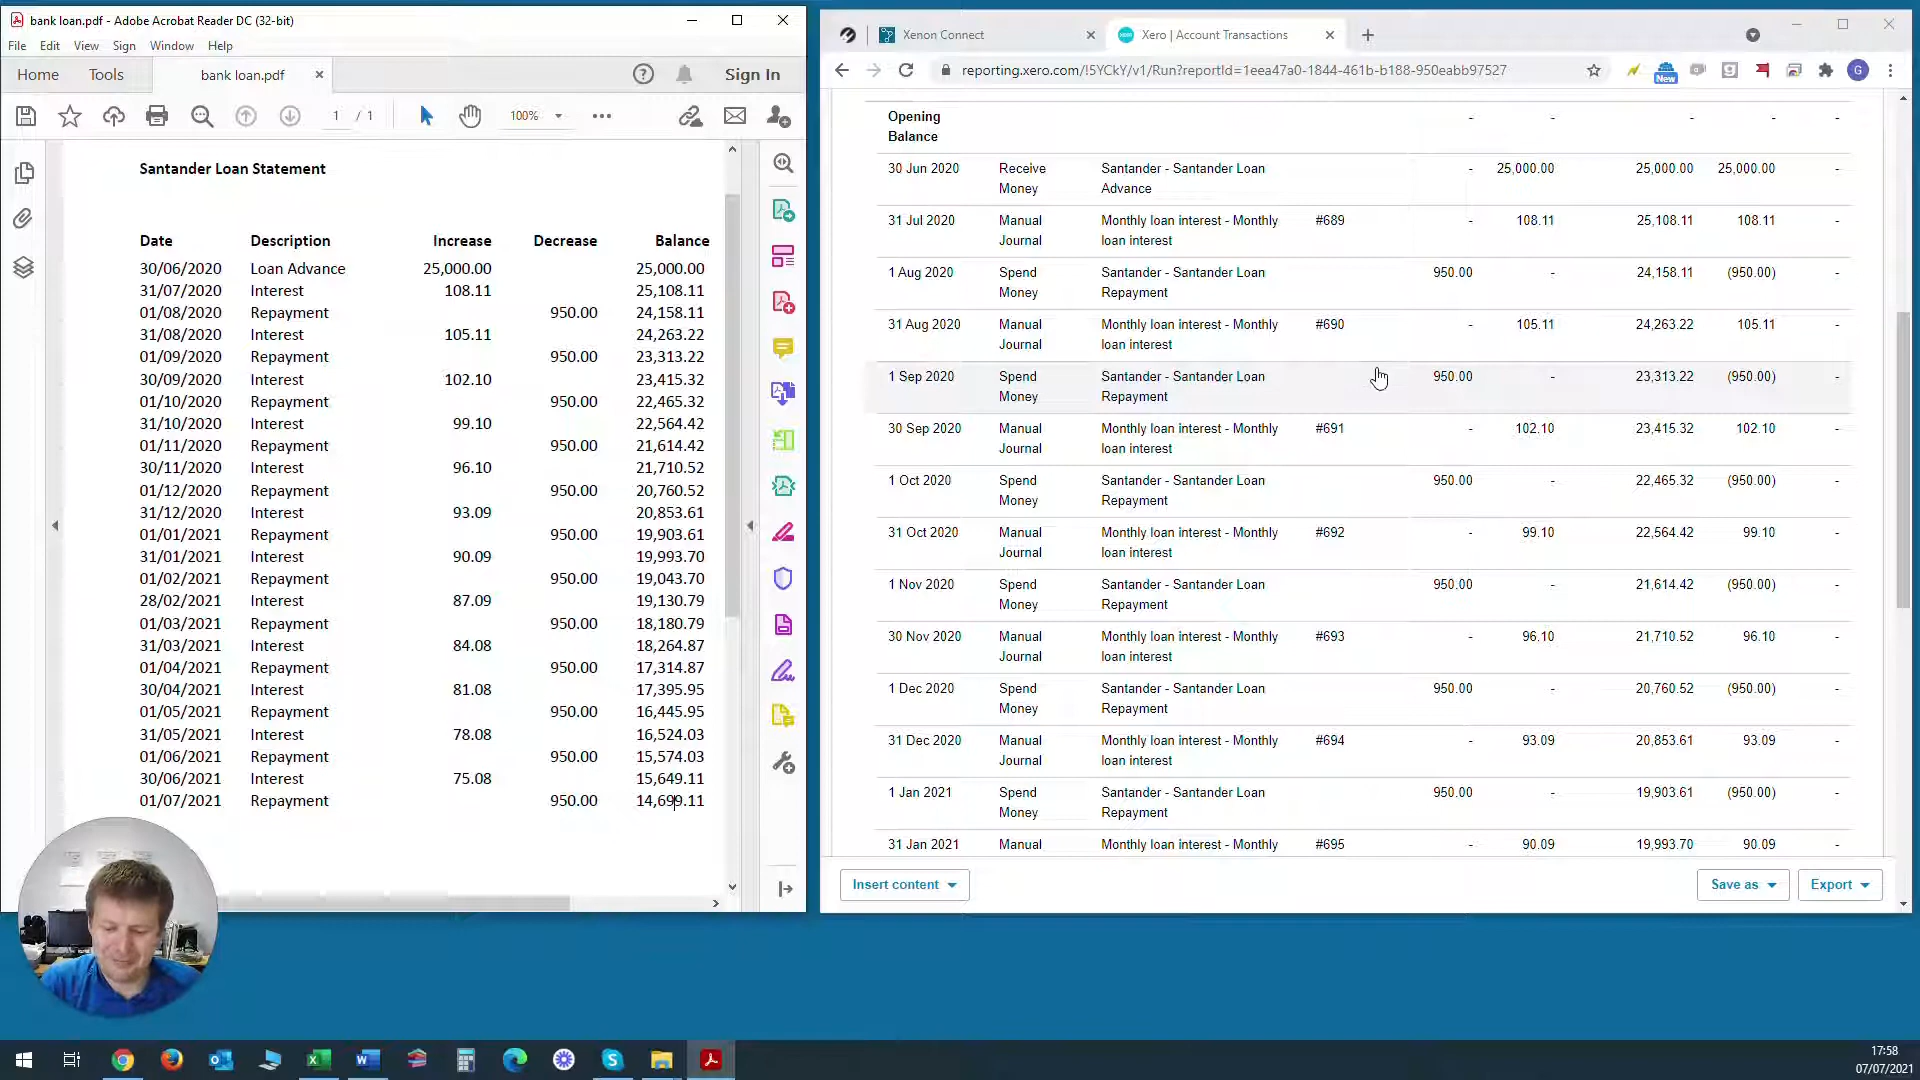 bank loan.pdf - Adobe Acrobat Reader DC (32-bit)
File Edit View Sign Window Help
Home Tools bank loan.pdf × Sign In
1 / 1 100%
Santander Loan Statement
Date Description Increase Decrease Balance
30/06/2020 Loan Advance 25,000.00 25,000.00
31/07/2020 Interest 108.11 25,108.11
01/08/2020 Repayment 950.00 24,158.11
31/08/2020 Interest 105.11 24,263.22
01/09/2020 Repayment 950.00 23,313.22
30/09/2020 Interest 102.10 23,415.32
01/10/2020 Repayment 950.00 22,465.32
31/10/2020 Interest 99.10 22,564.42
01/11/2020 Repayment 950.00 21,614.42
30/11/2020 Interest 96.10 21,710.52
01/12/2020 Repayment 950.00 20,760.52
31/12/2020 Interest 93.09 20,853.61
01/01/2021 Repayment 950.00 19,903.61
31/01/2021 Interest 90.09 19,993.70
01/02/2021 Repayment 950.00 19,043.70
28/02/2021 Interest 87.09 19,130.79
01/03/2021 Repayment 950.00 18,180.79
31/03/2021 Interest 84.08 18,264.87
01/04/2021 Repayment 950.00 17,314.87
30/04/2021 Interest 81.08 17,395.95
01/05/2021 Repayment 950.00 16,445.95
31/05/2021 Interest 78.08 16,524.03
01/06/2021 Repayment 950.00 15,574.03
30/06/2021 Interest 75.08 15,649.11
01/07/2021 Repayment 950.00 14,699.11
Xenon Connect Xero | Account Transactions
reporting.xero.com/!5YCkY/v1/Run?reportId=1eea47a0-1844-461b-b188-950eabb97527
New
G
Opening - - - - -
Balance
30 Jun 2020 Receive Santander - Santander Loan - 25,000.00 25,000.00 25,000.00 -
Money Advance
31 Jul 2020 Manual Monthly loan interest - Monthly #689 - 108.11 25,108.11 108.11 -
Journal loan interest
1 Aug 2020 Spend Santander - Santander Loan 950.00 - 24,158.11 (950.00) -
Money Repayment
31 Aug 2020 Manual Monthly loan interest - Monthly #690 - 105.11 24,263.22 105.11 -
Journal loan interest
1 Sep 2020 Spend Santander - Santander Loan 950.00 - 23,313.22 (950.00) -
Money Repayment
30 Sep 2020 Manual Monthly loan interest - Monthly #691 - 102.10 23,415.32 102.10 -
Journal loan interest
1 Oct 2020 Spend Santander - Santander Loan 950.00 - 22,465.32 (950.00) -
Money Repayment
31 Oct 2020 Manual Monthly loan interest - Monthly #692 - 99.10 22,564.42 99.10 -
Journal loan interest
1 Nov 2020 Spend Santander - Santander Loan 950.00 - 21,614.42 (950.00) -
Money Repayment
30 Nov 2020 Manual Monthly loan interest - Monthly #693 - 96.10 21,710.52 96.10 -
Journal loan interest
1 Dec 2020 Spend Santander - Santander Loan 950.00 - 20,760.52 (950.00) -
Money Repayment
31 Dec 2020 Manual Monthly loan interest - Monthly #694 - 93.09 20,853.61 93.09 -
Journal loan interest
1 Jan 2021 Spend Santander - Santander Loan 950.00 - 19,903.61 (950.00) -
Money Repayment
31 Jan 2021 Manual Monthly loan interest - Monthly #695 - 90.09 19,993.70 90.09 -
Insert content Save as Export
17:58
07/07/2021